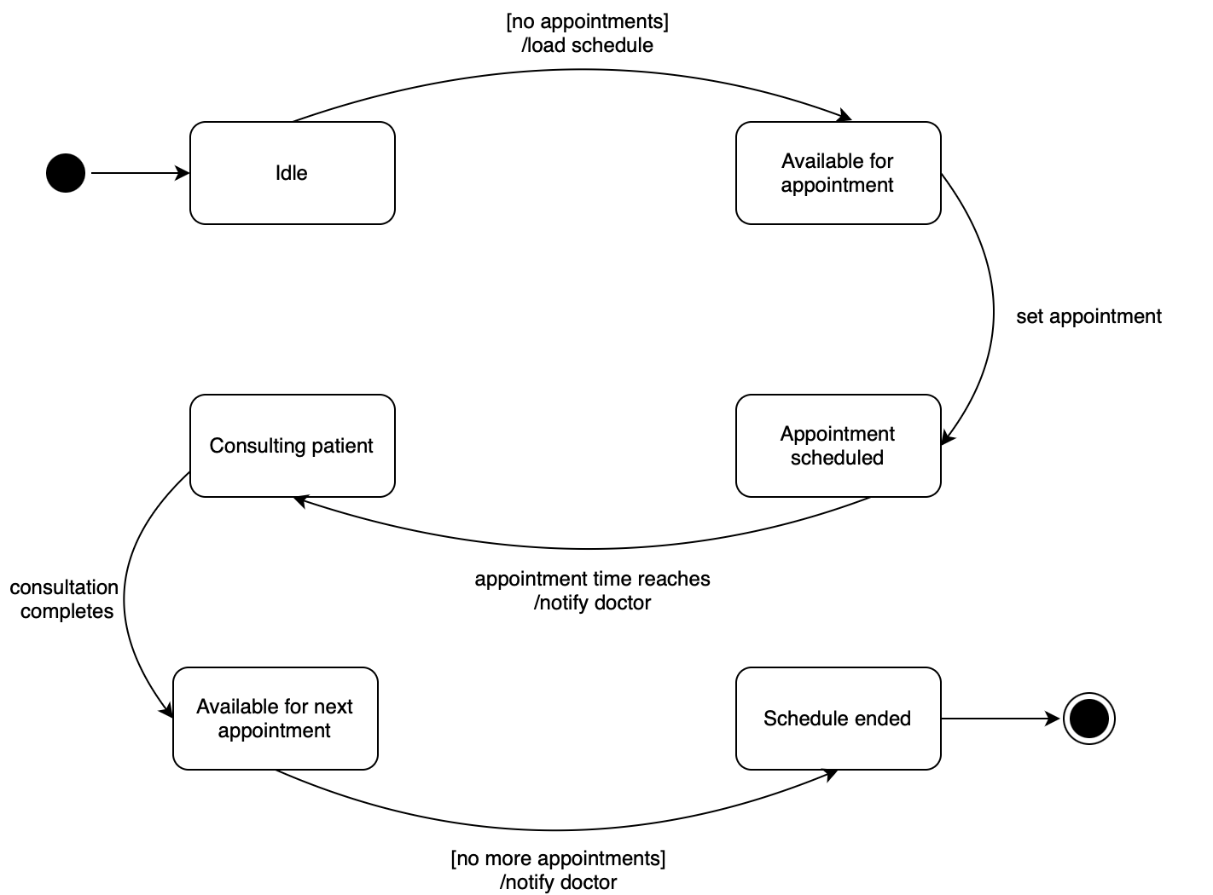 [no appointments]
/load schedule
Idle
Available for
appointment
set appointment
Consulting patient
Appointment
scheduled
appointment time reaches
/notify doctor
consultation
completes
Available for next
appointment
Schedule ended
[no more appointments]
/notify doctor